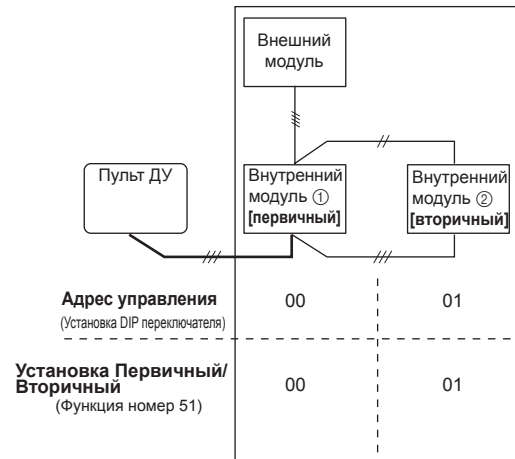 Внешний
модуль
Пульт ДУ
Внутренний
модуль ①
[первичный]
Внутренний
модуль ②
[вторичный]
Адрес управления
(Установка DIP переключателя)
00
01
Установка Первичный/
Вторичный
(Функция номер 51)
00
01